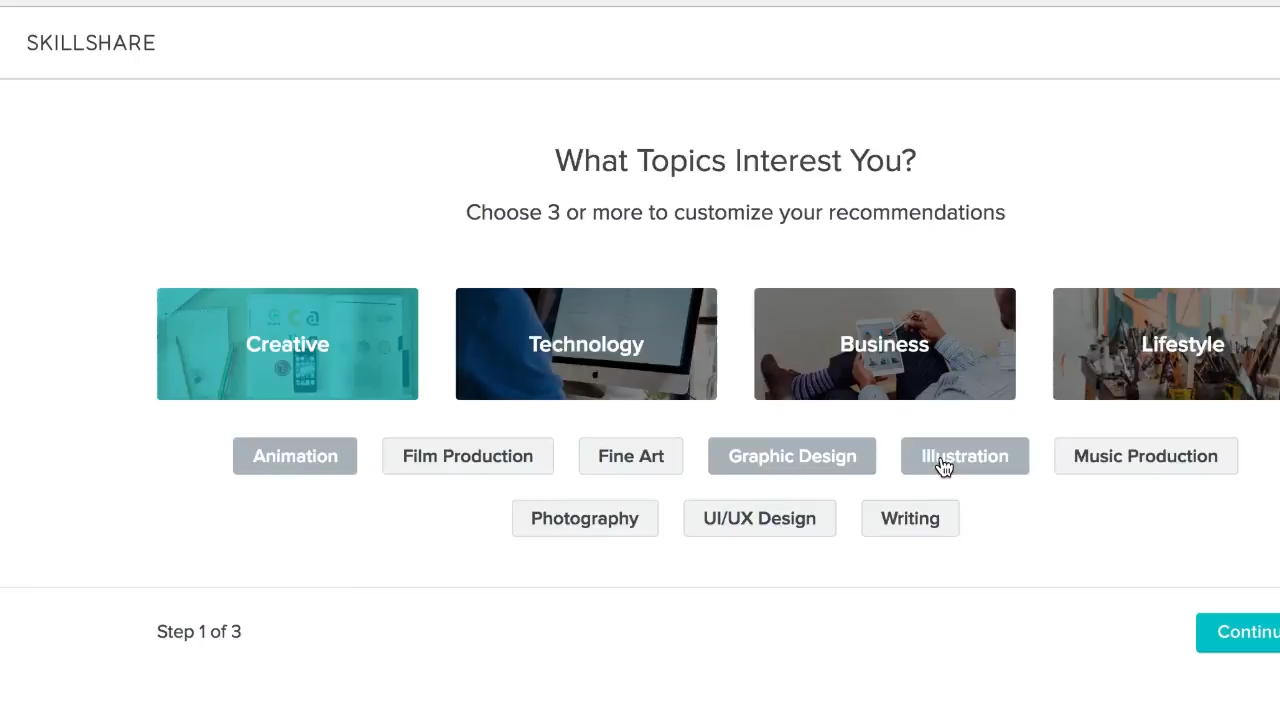 SKILLSHARE
What Topics Interest You?
Choose 3 or more to customize your recommendations
Creative Technology Business Lifestyle
Animation Film Production Fine Art Graphic Design Illustration Music Production
Photography UI/UX Design Writing
Step 1 of 3 Continu